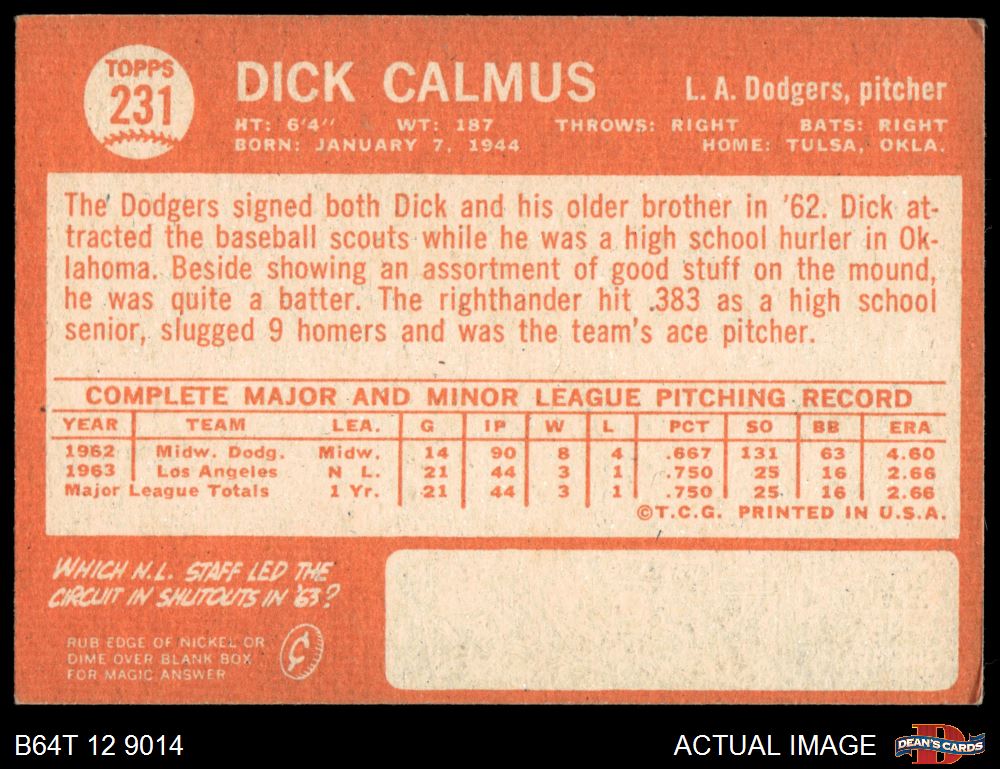 TOPPS
231
DICK CALMUS
L. A. Dodgers, pitcher
HT: 6'4" WT: 187 THROWS: RIGHT BATS: RIGHT
BORN: JANUARY 7, 1944 HOME: TULSA, OKLA.
The Dodgers signed both Dick and his older brother in '62. Dick at-
tracted the baseball scouts while he was a high school hurler in Ok-
lahoma. Beside showing an assortment of good stuff on the mound,
he was quite a batter. The righthander hit .383 as a high school
senior, slugged 9 homers and was the team's ace pitcher.
COMPLETE MAJOR AND MINOR LEAGUE PITCHING RECORD
YEAR TEAM LEA. G IP W L PCT SO BB ERA
1962 Midw. Dodg. Midw. 14 90 8 4 .667 131 63 4.60
1963 Los Angeles N L. 21 44 3 1 .750 25 16 2.66
Major League Totals 1 Yr. 21 44 3 1 .750 25 16 2.66
©T.C.G. PRINTED IN U.S.A.
WHICH N.L. STAFF LED THE
CIRCUIT IN SHUTOUTS IN '63?
RUB EDGE OF NICKEL OR
DIME OVER BLANK BOX
FOR MAGIC ANSWER
¢
B64T 12 9014
ACTUAL IMAGE
D
DEAN'S CARDS